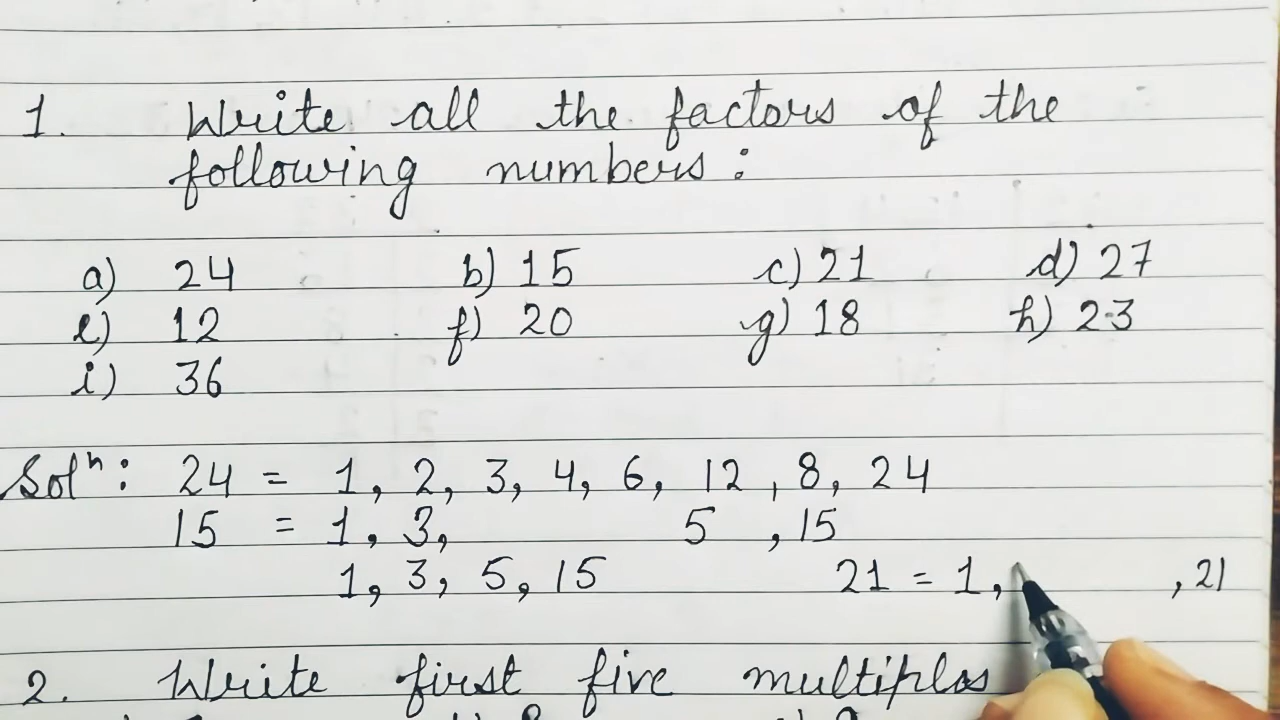 1. Write all the factors of the
following numbers:
a) 24 b) 15 c) 21 d) 27
e) 12 f) 20 g) 18 h) 23
i) 36
Solⁿ: 24 = 1, 2, 3, 4, 6, 12, 8, 24
15 = 1, 3, 5, 15
1, 3, 5, 15 21 = 1, , 21
2. Write first five multiples